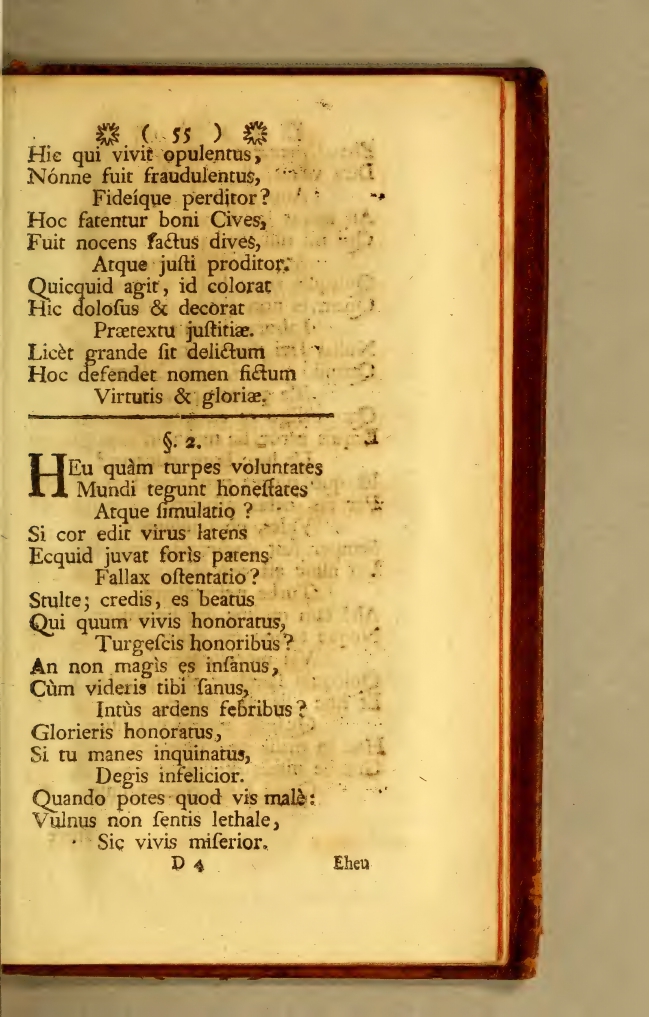 ( 55 )
Hic qui vivit opulentus,
Nónne fuit fraudulentus,
Fideíque perditor?
Hoc fatentur boni Cives,
Fuit nocens factus dives,
Atque juſti proditor.
Quicquid agit, id colorat
Hic doloſus & decorat
Prætextu juſtitiæ.
Licèt grande ſit delictum
Hoc defendet nomen fictum
Virtutis & gloriæ.
§. 2.
HEu quàm turpes voluntates
Mundi tegunt honeſtates
Atque ſimulatio?
Si cor edit virus latens
Ecquid juvat foris patens
Fallax oſtentatio?
Stulte; credis, es beatus
Qui quum vivis honoratus,
Turgeſcis honoribus?
An non magìs es inſanus,
Cùm videris tibi ſanus,
Intùs ardens febribus?
Glorieris honoratus,
Si tu manes inquinatus,
Degis infelicior.
Quando potes quod vis malè:
Vulnus non ſentis lethale,
Sic vivis miſerior.
D 4 Eheu